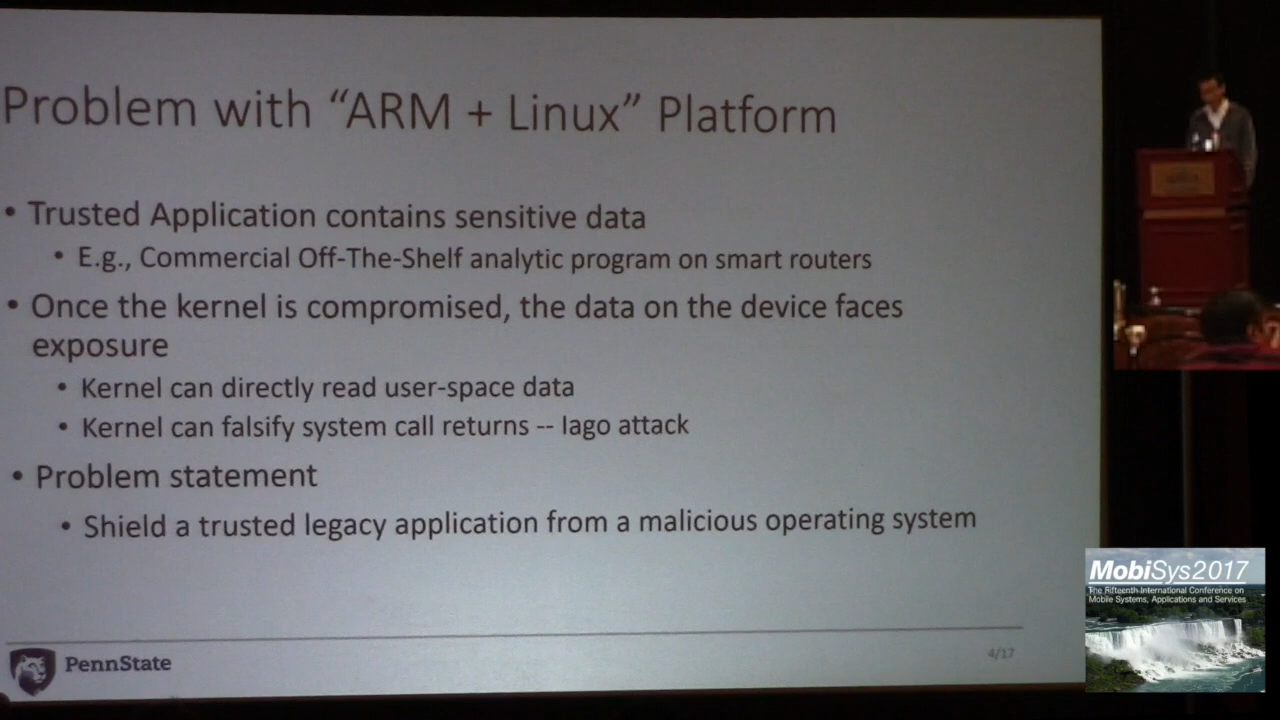 Problem with “ARM + Linux” Platform
• Trusted Application contains sensitive data
• E.g., Commercial Off-The-Shelf analytic program on smart routers
• Once the kernel is compromised, the data on the device faces
exposure
• Kernel can directly read user-space data
• Kernel can falsify system call returns -- Iago attack
• Problem statement
• Shield a trusted legacy application from a malicious operating system
PennState
4/17
MobiSys2017
The Fifteenth International Conference on
Mobile Systems, Applications and Services